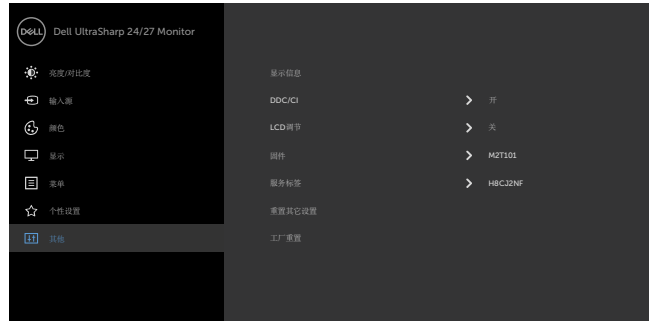 DELL Dell UltraSharp 24/27 Monitor
亮度/对比度 显示信息
输入源 DDC/CI 开
颜色 LCD调节 关
显示 固件 M2T101
菜单 服务标签 H8CJ2NF
个性设置 重置其它设置
其他 工厂重置